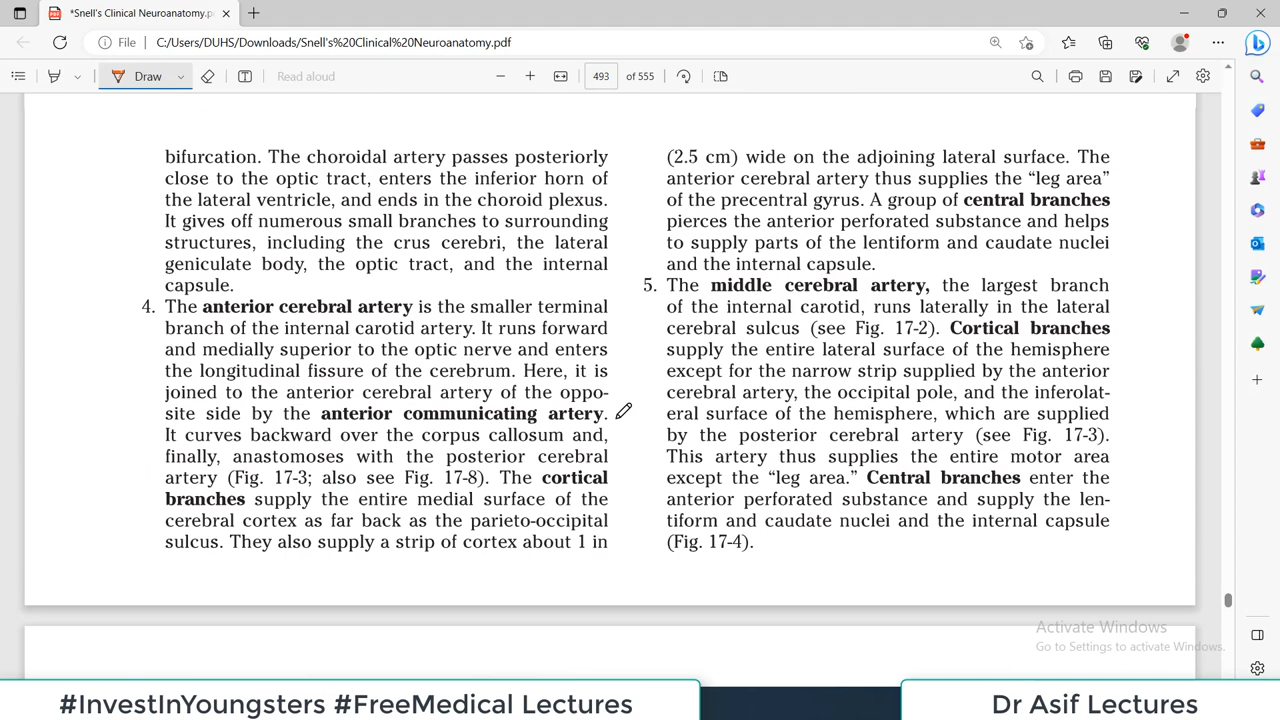 *Snell's Clinical Neuroanatomy.p
File
C:/Users/DUHS/Downloads/Snell's%20Clinical%20Neuroanatomy.pdf
Draw
Read aloud
493 of 555
bifurcation. The choroidal artery passes posteriorly
close to the optic tract, enters the inferior horn of
the lateral ventricle, and ends in the choroid plexus.
It gives off numerous small branches to surrounding
structures, including the crus cerebri, the lateral
geniculate body, the optic tract, and the internal
capsule.
4. The anterior cerebral artery is the smaller terminal
branch of the internal carotid artery. It runs forward
and medially superior to the optic nerve and enters
the longitudinal fissure of the cerebrum. Here, it is
joined to the anterior cerebral artery of the oppo-
site side by the anterior communicating artery.
It curves backward over the corpus callosum and,
finally, anastomoses with the posterior cerebral
artery (Fig. 17-3; also see Fig. 17-8). The cortical
branches supply the entire medial surface of the
cerebral cortex as far back as the parieto-occipital
sulcus. They also supply a strip of cortex about 1 in
(2.5 cm) wide on the adjoining lateral surface. The
anterior cerebral artery thus supplies the “leg area”
of the precentral gyrus. A group of central branches
pierces the anterior perforated substance and helps
to supply parts of the lentiform and caudate nuclei
and the internal capsule.
5. The middle cerebral artery, the largest branch
of the internal carotid, runs laterally in the lateral
cerebral sulcus (see Fig. 17-2). Cortical branches
supply the entire lateral surface of the hemisphere
except for the narrow strip supplied by the anterior
cerebral artery, the occipital pole, and the inferolat-
eral surface of the hemisphere, which are supplied
by the posterior cerebral artery (see Fig. 17-3).
This artery thus supplies the entire motor area
except the “leg area.” Central branches enter the
anterior perforated substance and supply the len-
tiform and caudate nuclei and the internal capsule
(Fig. 17-4).
Activate Windows
Go to Settings to activate Windows.
#InvestInYoungsters #FreeMedical Lectures
Dr Asif Lectures